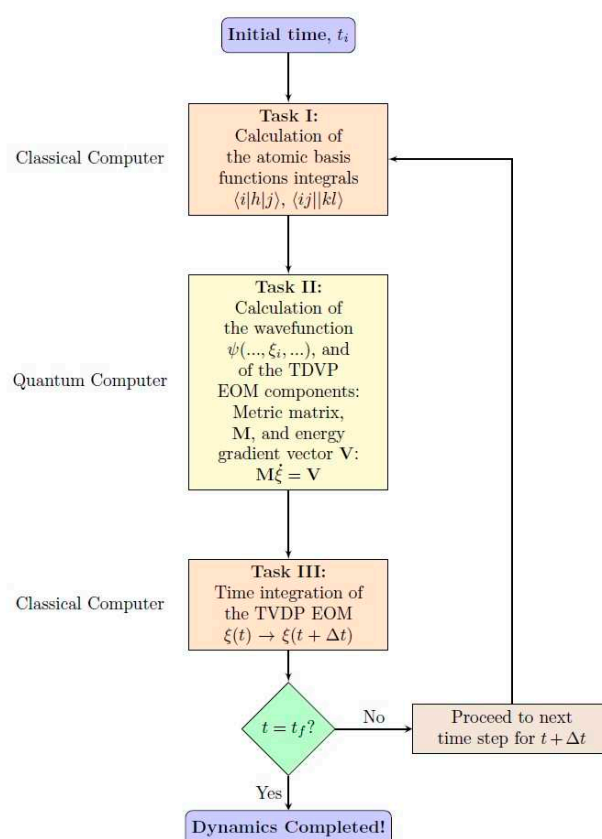 Initial time, t_i
Task I:
Calculation of
the atomic basis
functions integrals
⟨i|h|j⟩, ⟨ij||kl⟩
Classical Computer
Task II:
Calculation of
the wavefunction
ψ(..., ξ_i, ...), and
of the TDVP
EOM components:
Metric matrix,
M, and energy
gradient vector V:
Mξ̇ = V
Quantum Computer
Task III:
Time integration of
the TVDP EOM
ξ(t) → ξ(t + Δt)
Classical Computer
t = t_f?
No
Proceed to next
time step for t + Δt
Yes
Dynamics Completed!